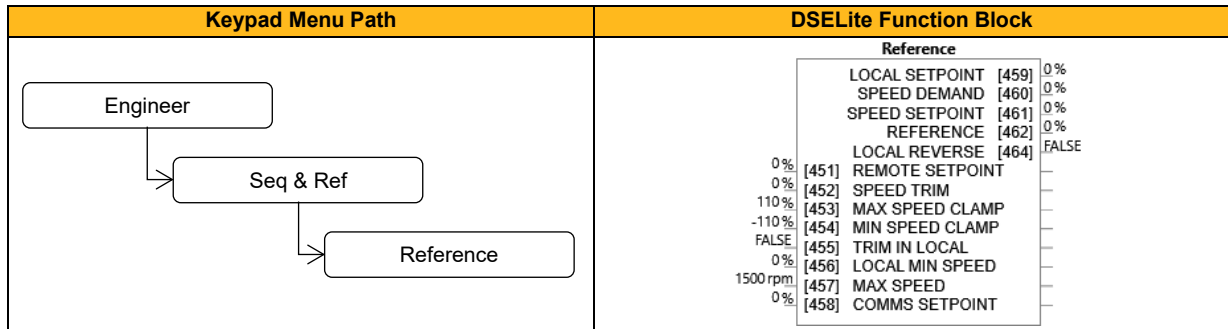 Keypad Menu Path
DSELite Function Block
Engineer
Seq & Ref
Reference
Reference
LOCAL SETPOINT [459] 0 %
SPEED DEMAND [460] 0 %
SPEED SETPOINT [461] 0 %
REFERENCE [462] 0 %
LOCAL REVERSE [464] FALSE
0 % [451] REMOTE SETPOINT
0 % [452] SPEED TRIM
110 % [453] MAX SPEED CLAMP
-110 % [454] MIN SPEED CLAMP
FALSE [455] TRIM IN LOCAL
0 % [456] LOCAL MIN SPEED
1500 rpm [457] MAX SPEED
0 % [458] COMMS SETPOINT